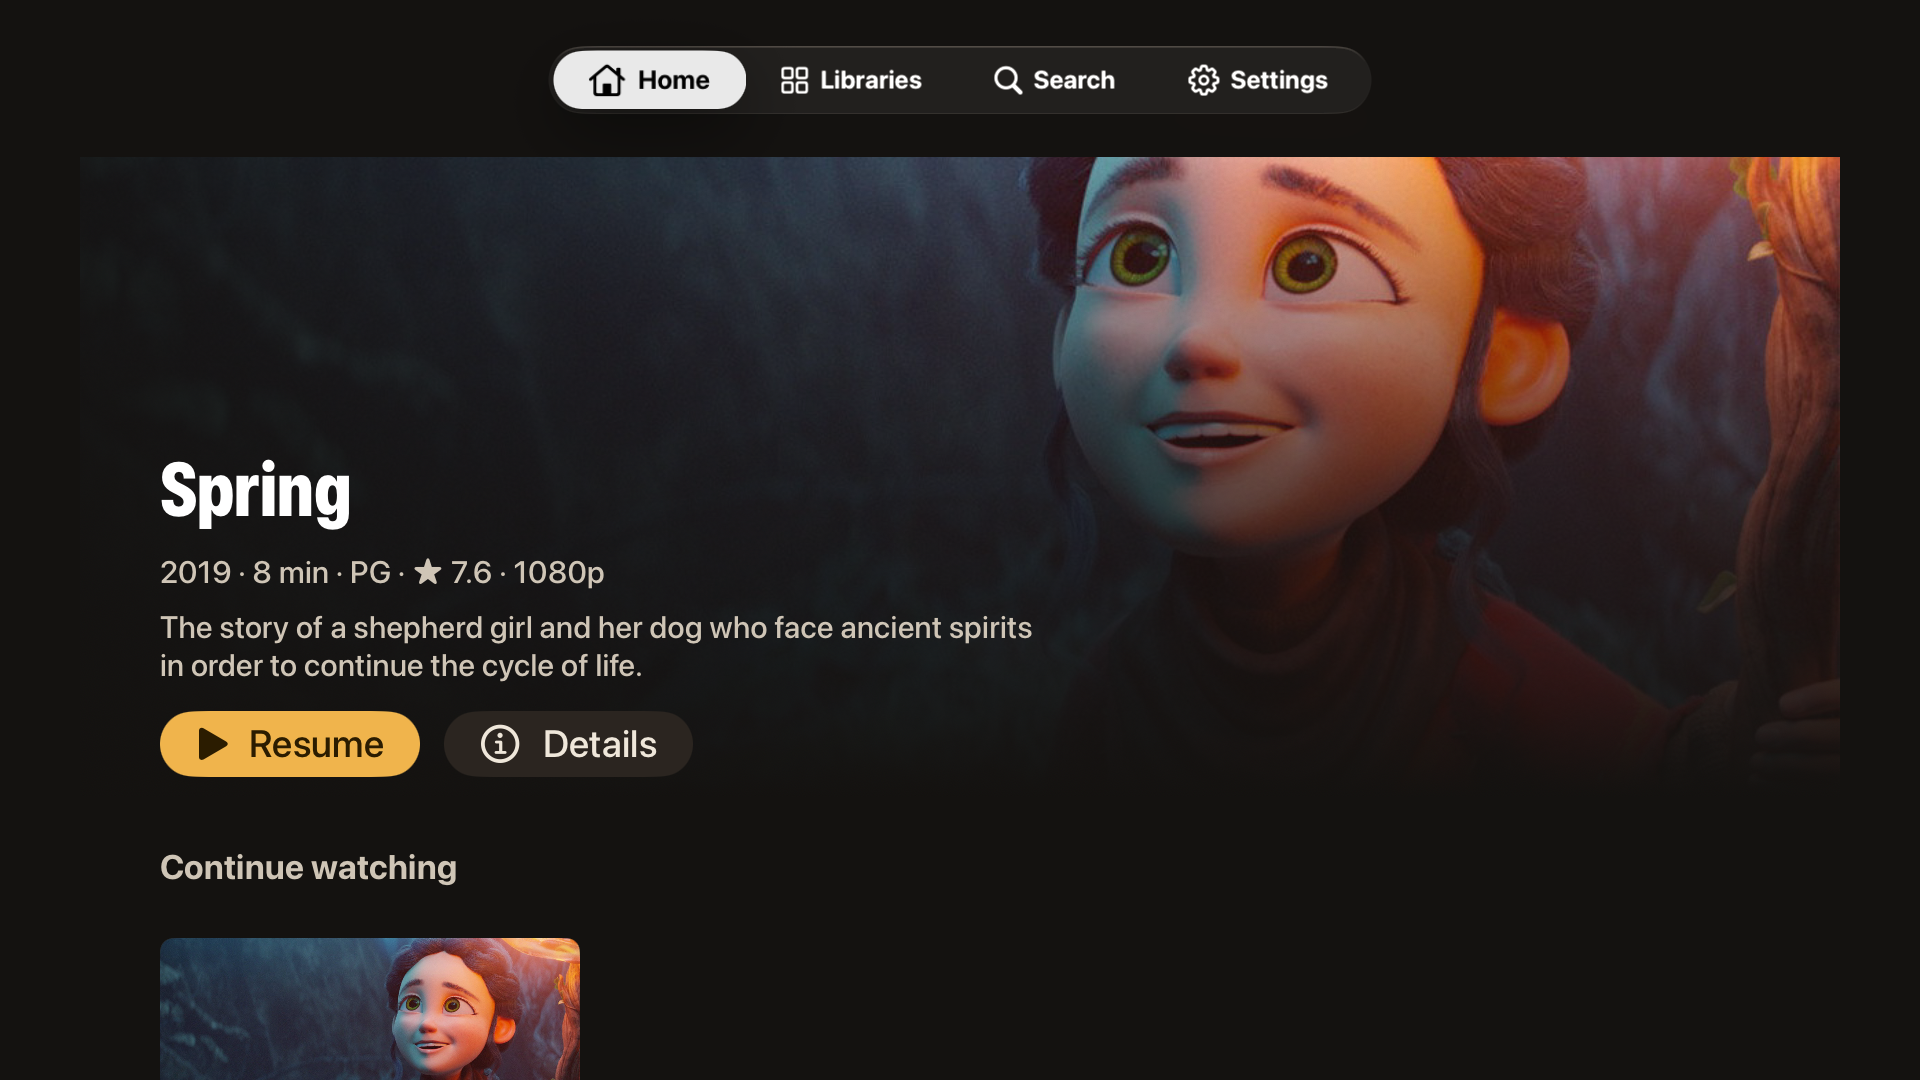 Home
Libraries
Search
Settings
Spring
2019 · 8 min · PG · ★ 7.6 · 1080p
The story of a shepherd girl and her dog who face ancient spirits
in order to continue the cycle of life.
Resume
Details
Continue watching